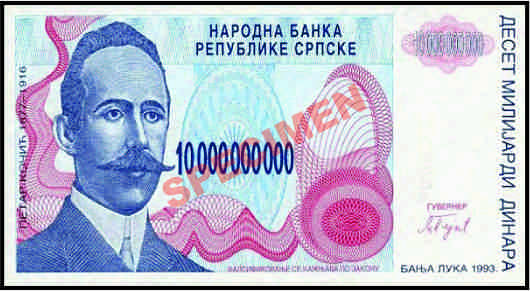 НАРОДНА БАНКА
РЕПУБЛИКЕ СРПСКЕ
10000000000
ДЕСЕТ МИЛИЈАРДИ ДИНАРА
ПЕТАР КОЧИЋ 1877-1916
10 000 000 000
SPECIMEN
ГУВЕРНЕР
ФАЛСИФИКОВАЊЕ СЕ КАЖЊАВА ПО ЗАКОНУ
БАЊА ЛУКА 1993.